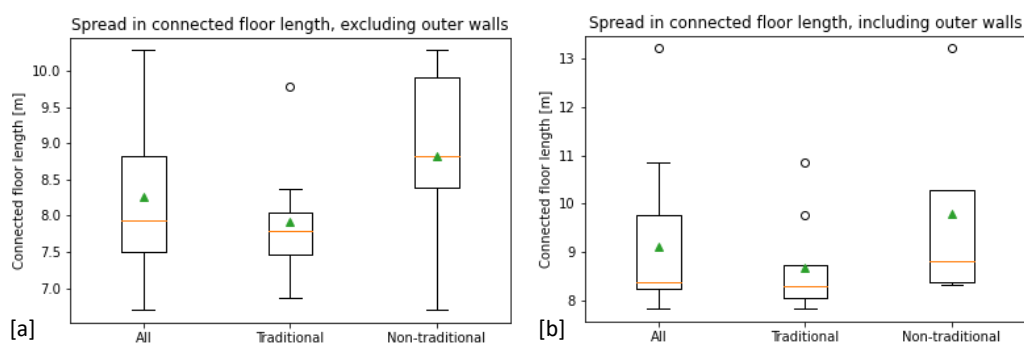 Spread in connected floor length, excluding outer walls
Connected floor length [m]
10.0
9.5
9.0
8.5
8.0
7.5
7.0
[a]
All Traditional Non-traditional
Spread in connected floor length, including outer walls
Connected floor length [m]
13
12
11
10
9
8
[b]
All Traditional Non-traditional